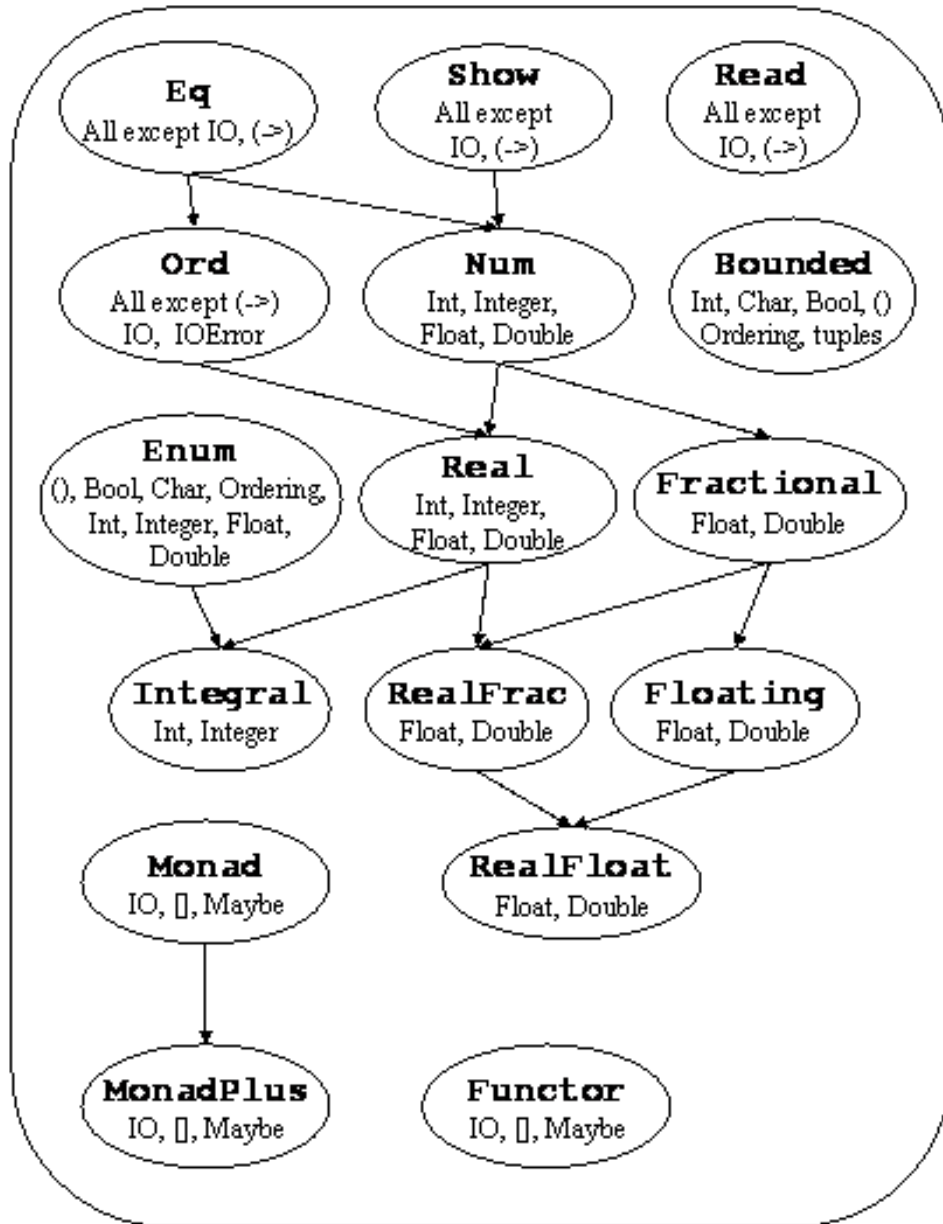 Eq
All except IO, (->)
Show
All except
IO, (->)
Read
All except
IO, (->)
Ord
All except (->)
IO, IOError
Num
Int, Integer,
Float, Double
Bounded
Int, Char, Bool, ()
Ordering, tuples
Enum
(), Bool, Char, Ordering,
Int, Integer, Float,
Double
Real
Int, Integer,
Float, Double
Fractional
Float, Double
Integral
Int, Integer
RealFrac
Float, Double
Floating
Float, Double
Monad
IO, [], Maybe
RealFloat
Float, Double
MonadPlus
IO, [], Maybe
Functor
IO, [], Maybe